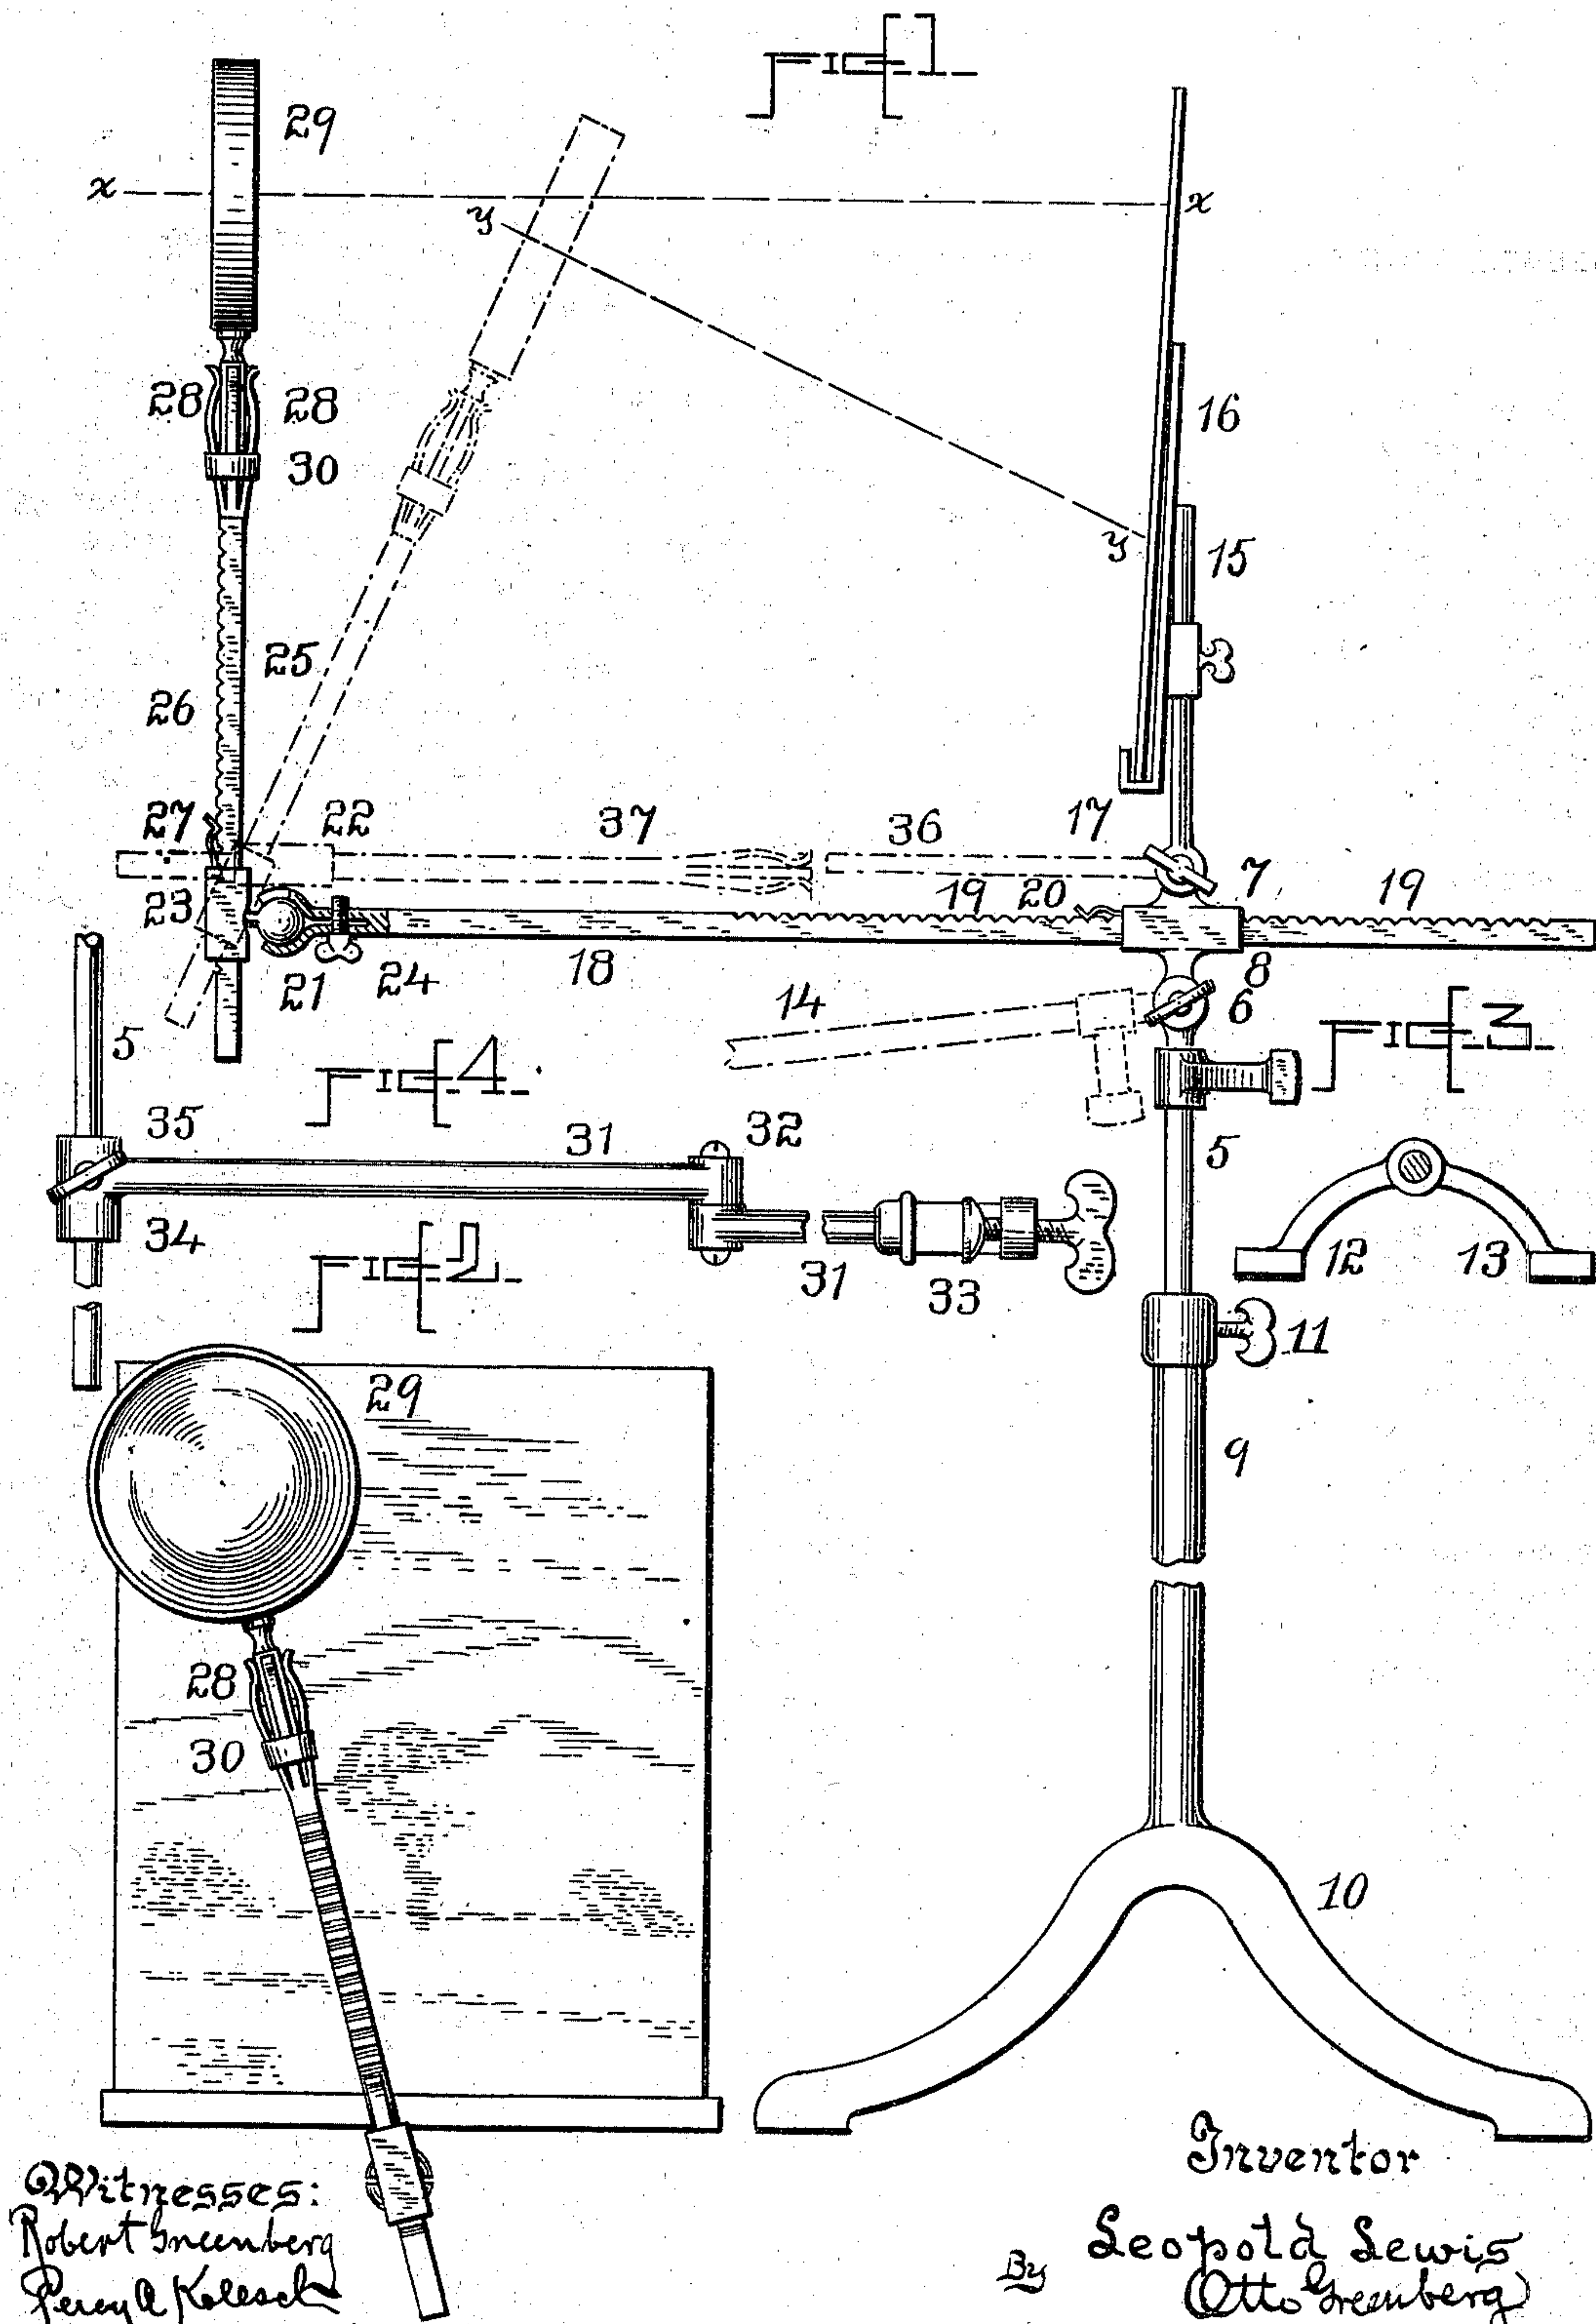 Fig 1
29
x
x
y
28
28
16
30
y
15
25
26
27
22
37
36
17
7
19
20
19
23
21
24
18
8
14
6
5
Fig 4.
Fig 3.
35
31
32
5
34
Fig 2.
31
33
12
13
11
29
9
28
30
10
Inventor
Witnesses:
Robert Greenberg
Leopold Lewis
Percy A Kolesch
By
Otto Greenberg